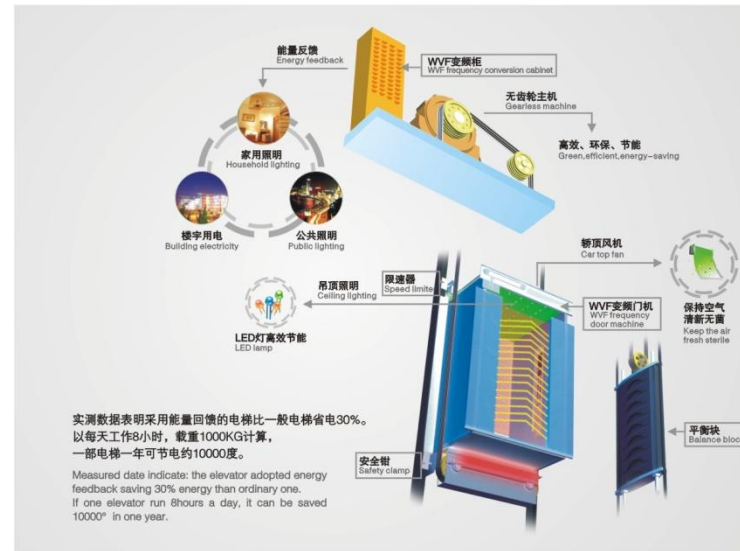 能量反馈
Energy feedback
WVF变频柜
WVF frequency conversion cabinet
无齿轮主机
Gearless machine
高效、环保、节能
Green,efficient,energy-saving
家用照明
Household lighting
楼宇用电
Building electricity
公共照明
Public lighting
轿顶风机
Car top fan
吊顶照明
Ceiling lighting
限速器
Speed limite
WVF变频门机
WVF frequency
door machine
保持空气
清新无菌
Keep the air
fresh sterile
LED灯高效节能
LED lamp
实测数据表明采用能量回馈的电梯比一般电梯省电30%。
以每天工作8小时，载重1000KG计算，
一部电梯一年可节电约10000度。
Measured date indicate: the elevator adopted energy
feedback saving 30% energy than ordinary one.
If one elevator run 8hours a day, it can be saved
10000° in one year.
安全钳
Safety clamp
平衡块
Balance bloc